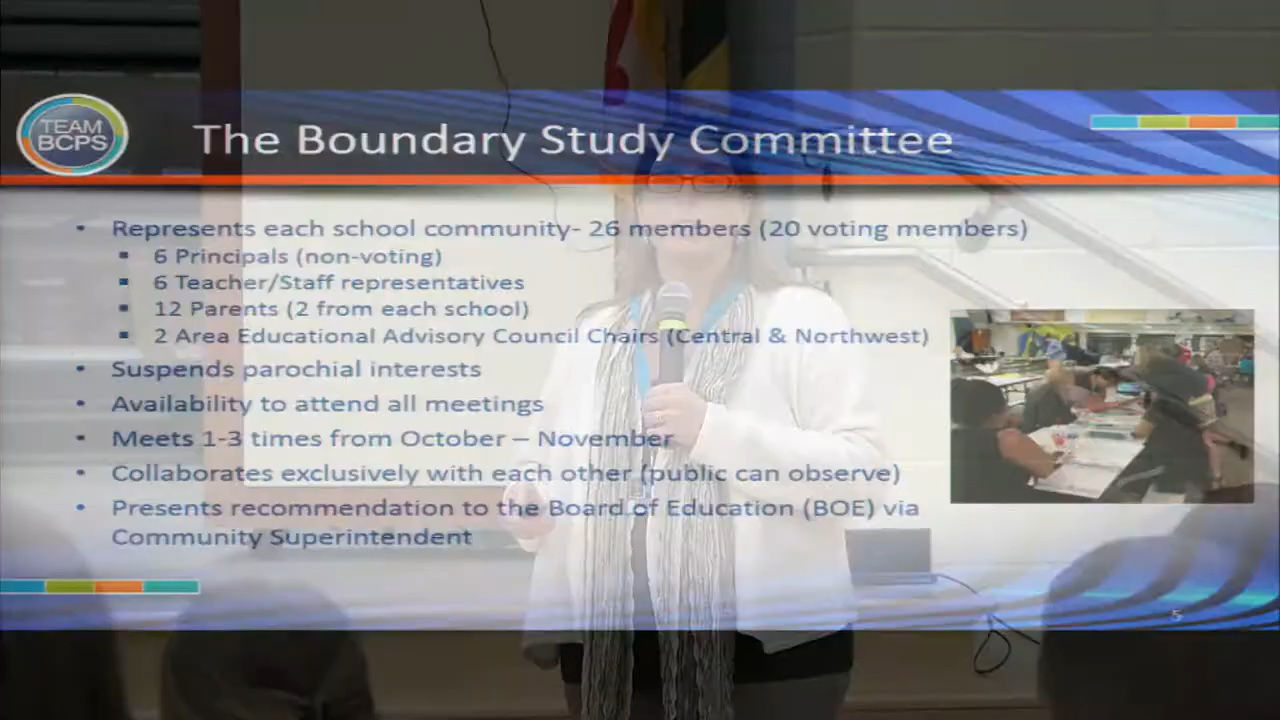 TEAM
BCPS
The Boundary Study Committee
• Represents each school community- 26 members (20 voting members)
▪ 6 Principals (non-voting)
▪ 6 Teacher/Staff representatives
▪ 12 Parents (2 from each school)
▪ 2 Area Educational Advisory Council Chairs (Central & Northwest)
• Suspends parochial interests
• Availability to attend all meetings
• Meets 1-3 times from October – November
• Collaborates exclusively with each other (public can observe)
• Presents recommendation to the Board of Education (BOE) via
Community Superintendent
5